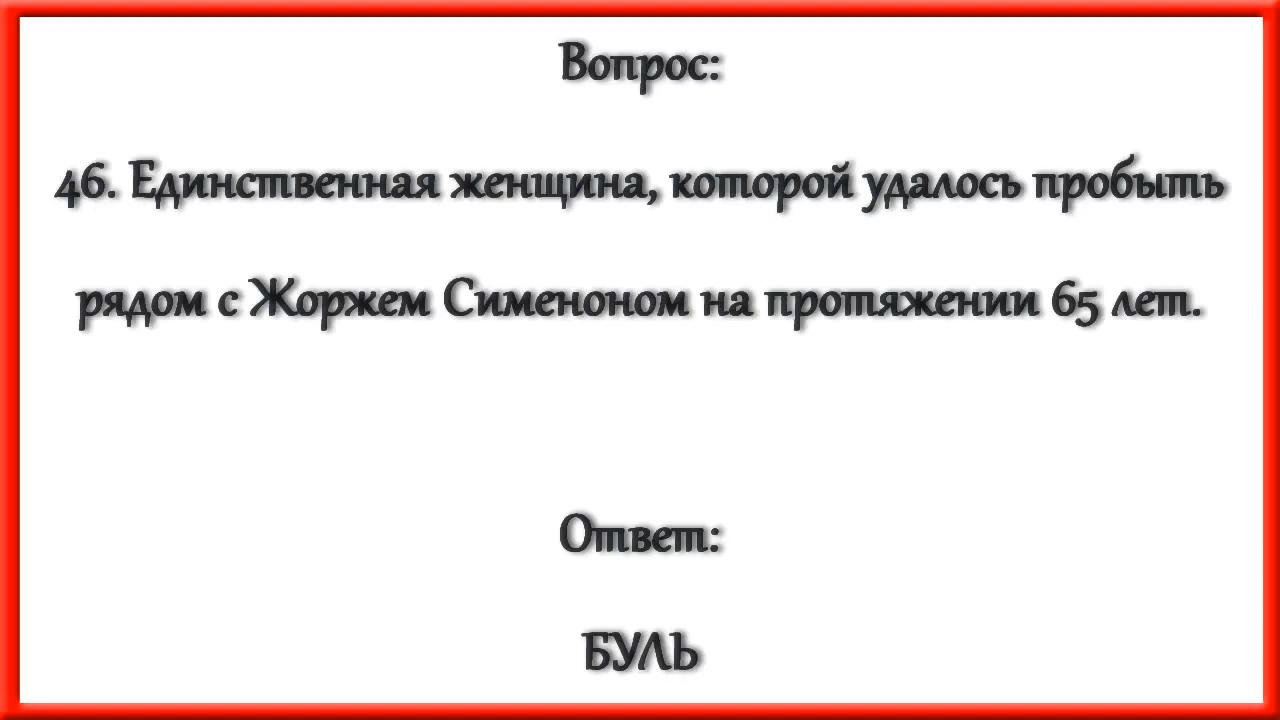 Вопрос:
46. Единственная женщина, которой удалось пробыть
рядом с Жоржем Сименоном на протяжении 65 лет.
Ответ:
БУЛЬ